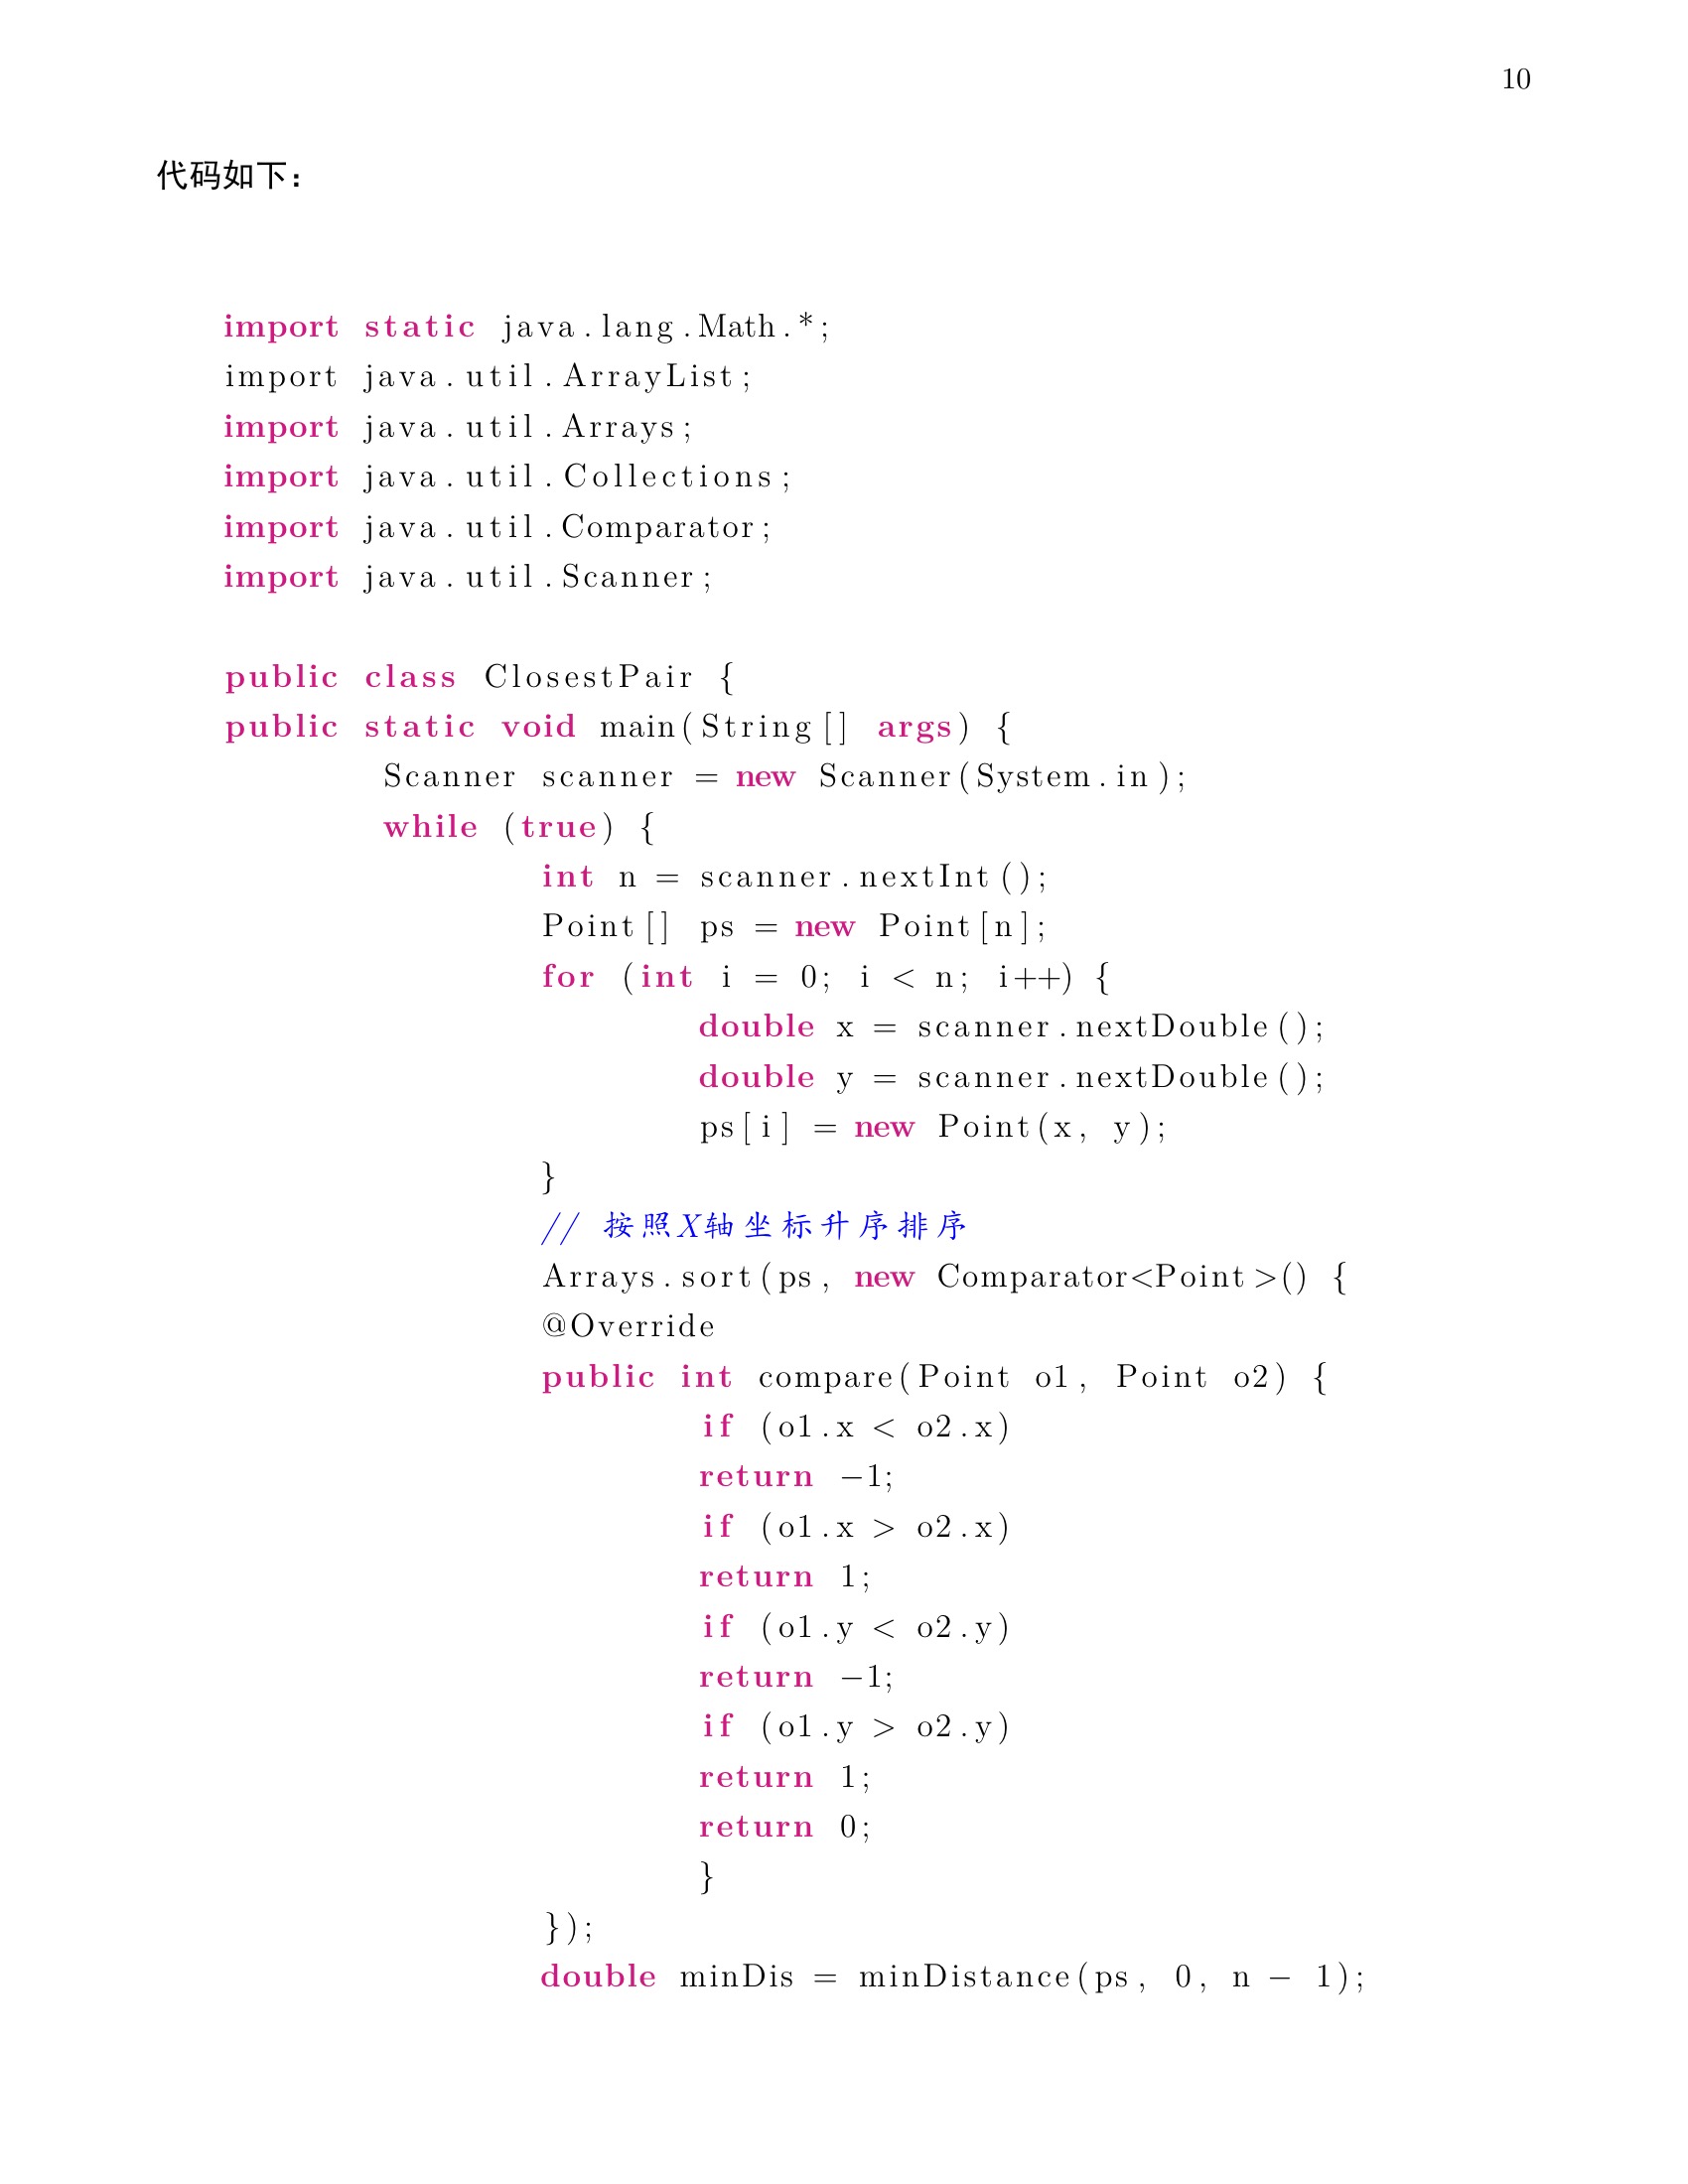 10
代码如下：
import static java.lang.Math.*;
import java.util.ArrayList;
import java.util.Arrays;
import java.util.Collections;
import java.util.Comparator;
import java.util.Scanner;
public class ClosestPair {
public static void main(String[] args) {
Scanner scanner = new Scanner(System.in);
while (true) {
int n = scanner.nextInt();
Point[] ps = new Point[n];
for (int i = 0; i < n; i++) {
double x = scanner.nextDouble();
double y = scanner.nextDouble();
ps[i] = new Point(x, y);
}
// 按照X轴坐标升序排序
Arrays.sort(ps, new Comparator<Point>() {
@Override
public int compare(Point o1, Point o2) {
if (o1.x < o2.x)
return −1;
if (o1.x > o2.x)
return 1;
if (o1.y < o2.y)
return −1;
if (o1.y > o2.y)
return 1;
return 0;
}
});
double minDis = minDistance(ps, 0, n − 1);